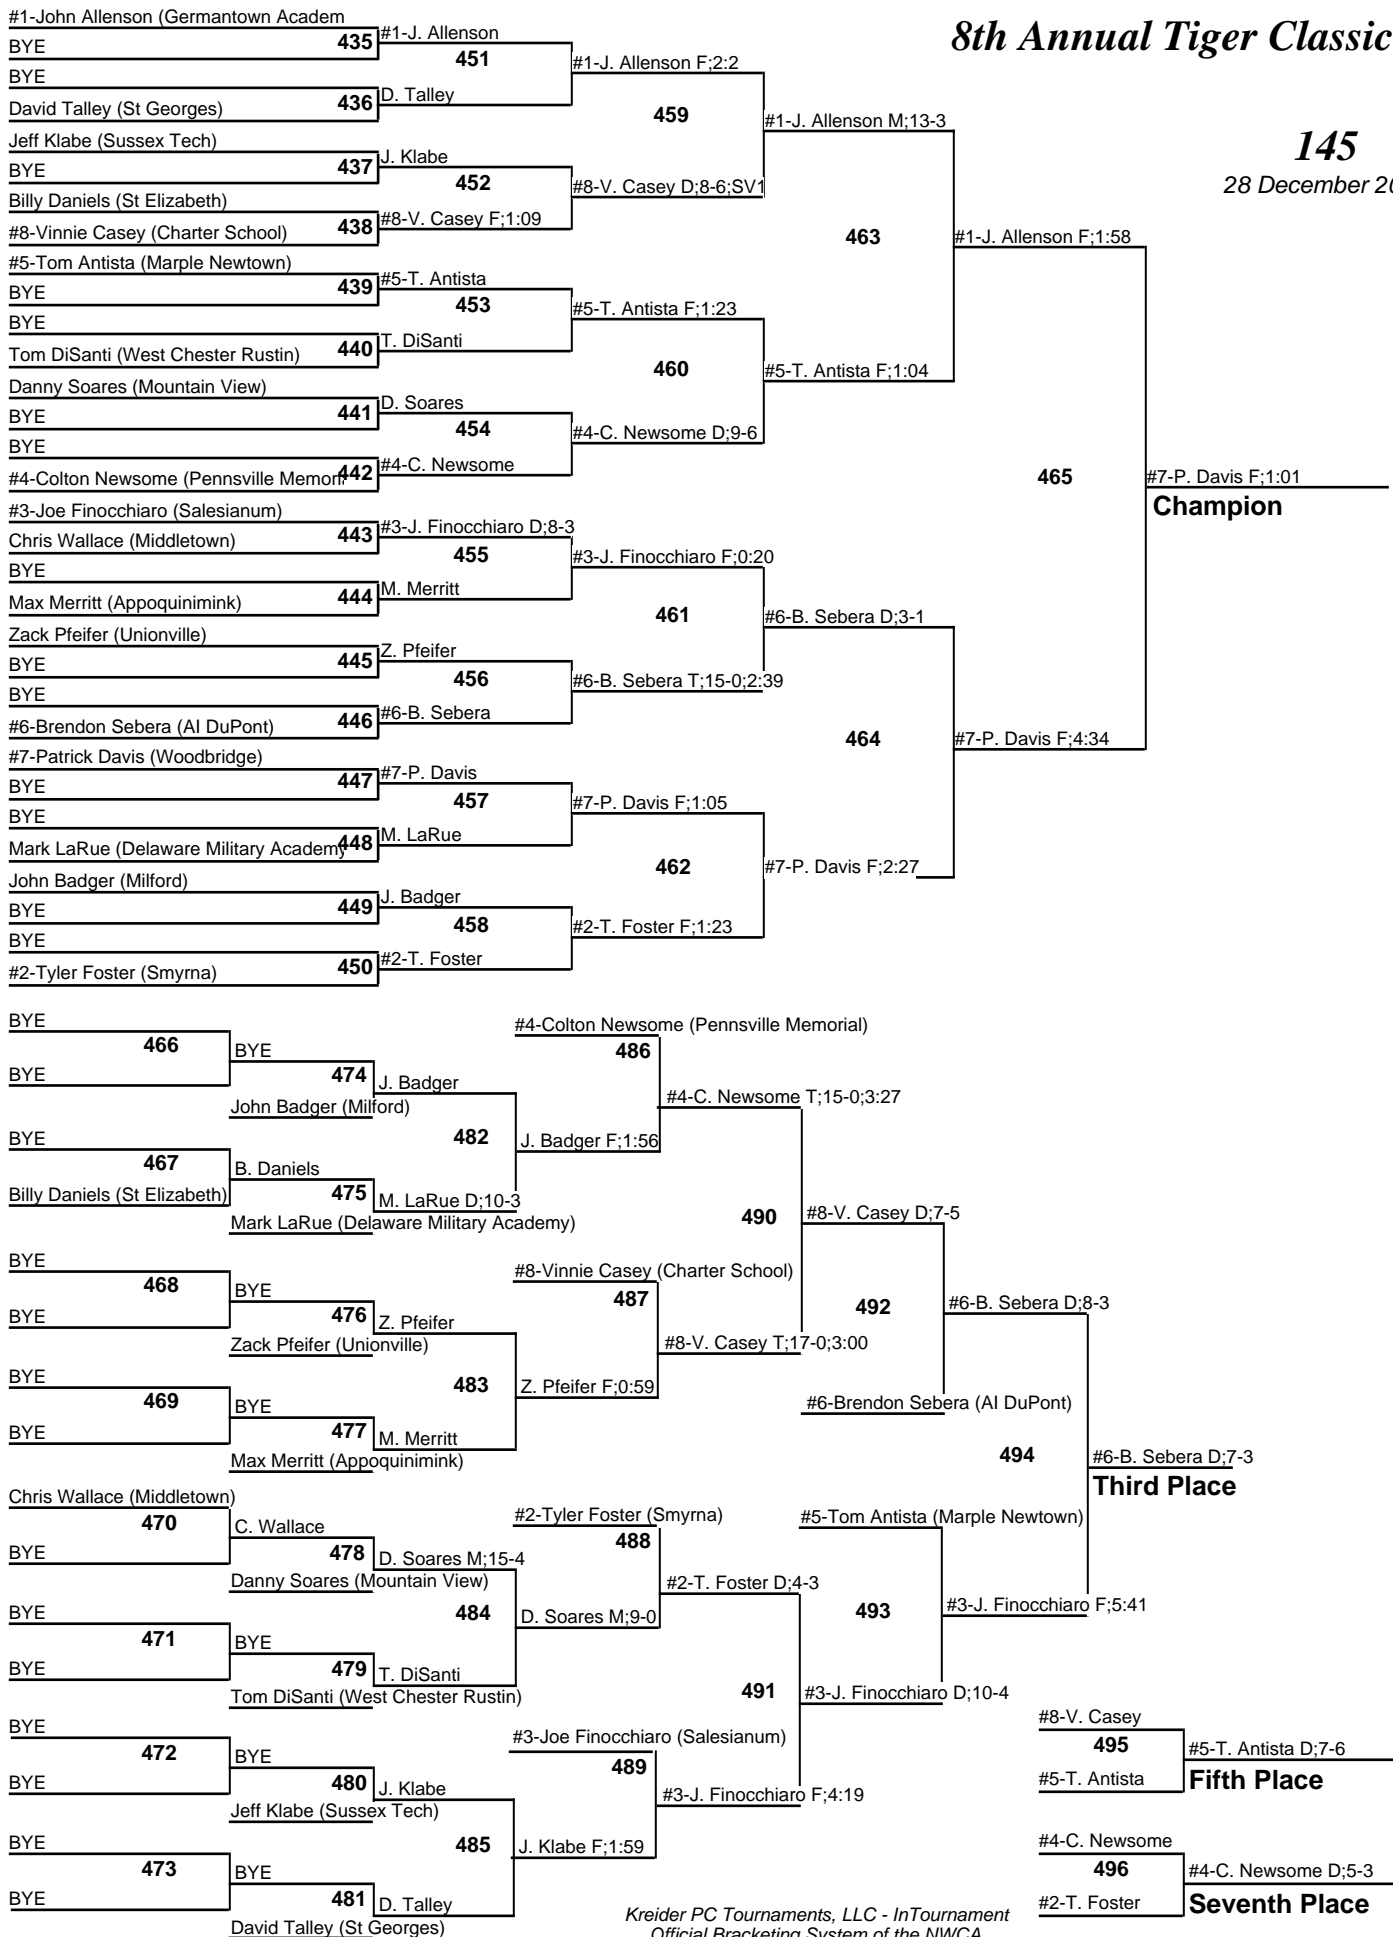 8th Annual Tiger Classic
145
28 December 20
#1-John Allenson (Germantown Academ
BYE
435
BYE
David Talley (St Georges)
436
Jeff Klabe (Sussex Tech)
BYE
437
Billy Daniels (St Elizabeth)
#8-Vinnie Casey (Charter School)
438
#5-Tom Antista (Marple Newtown)
BYE
439
BYE
Tom DiSanti (West Chester Rustin)
440
Danny Soares (Mountain View)
BYE
441
BYE
#4-Colton Newsome (Pennsville Memori
442
#3-Joe Finocchiaro (Salesianum)
Chris Wallace (Middletown)
443
BYE
Max Merritt (Appoquinimink)
444
Zack Pfeifer (Unionville)
BYE
445
BYE
#6-Brendon Sebera (AI DuPont)
446
#7-Patrick Davis (Woodbridge)
BYE
447
BYE
Mark LaRue (Delaware Military Academy
448
John Badger (Milford)
BYE
449
BYE
#2-Tyler Foster (Smyrna)
450
#1-J. Allenson
451
D. Talley
J. Klabe
452
#8-V. Casey F;1:09
#5-T. Antista
453
T. DiSanti
D. Soares
454
#4-C. Newsome
#3-J. Finocchiaro D;8-3
455
M. Merritt
Z. Pfeifer
456
#6-B. Sebera
#7-P. Davis
457
M. LaRue
J. Badger
458
#2-T. Foster
#1-J. Allenson F;2:2
459
#8-V. Casey D;8-6;SV1
#5-T. Antista F;1:23
460
#4-C. Newsome D;9-6
#3-J. Finocchiaro F;0:20
461
#6-B. Sebera T;15-0;2:39
#7-P. Davis F;1:05
462
#2-T. Foster F;1:23
#1-J. Allenson M;13-3
463
#5-T. Antista F;1:04
#6-B. Sebera D;3-1
464
#7-P. Davis F;2:27
#1-J. Allenson F;1:58
465
#7-P. Davis F;4:34
#7-P. Davis F;1:01
Champion
BYE
466
BYE
BYE
467
Billy Daniels (St Elizabeth)
BYE
468
BYE
BYE
469
BYE
Chris Wallace (Middletown)
470
BYE
BYE
471
BYE
BYE
472
BYE
BYE
473
BYE
BYE
474
John Badger (Milford)
B. Daniels
475
Mark LaRue (Delaware Military Academy)
BYE
476
Zack Pfeifer (Unionville)
BYE
477
Max Merritt (Appoquinimink)
C. Wallace
478
Danny Soares (Mountain View)
BYE
479
Tom DiSanti (West Chester Rustin)
BYE
480
Jeff Klabe (Sussex Tech)
BYE
481
David Talley (St Georges)
J. Badger
482
M. LaRue D;10-3
Z. Pfeifer
483
M. Merritt
D. Soares M;15-4
484
T. DiSanti
J. Klabe
485
D. Talley
#4-Colton Newsome (Pennsville Memorial)
486
J. Badger F;1:56
#8-Vinnie Casey (Charter School)
487
Z. Pfeifer F;0:59
#2-Tyler Foster (Smyrna)
488
D. Soares M;9-0
#3-Joe Finocchiaro (Salesianum)
489
J. Klabe F;1:59
#4-C. Newsome T;15-0;3:27
490
#8-V. Casey T;17-0;3:00
#2-T. Foster D;4-3
491
#3-J. Finocchiaro F;4:19
#8-V. Casey D;7-5
492
#6-Brendon Sebera (AI DuPont)
#5-Tom Antista (Marple Newtown)
493
#3-J. Finocchiaro D;10-4
#6-B. Sebera D;8-3
494
#3-J. Finocchiaro F;5:41
#6-B. Sebera D;7-3
Third Place
#8-V. Casey
495
#5-T. Antista
#5-T. Antista D;7-6
Fifth Place
#4-C. Newsome
496
#2-T. Foster
#4-C. Newsome D;5-3
Seventh Place
Kreider PC Tournaments, LLC - InTournament
Official Bracketing System of the NWCA